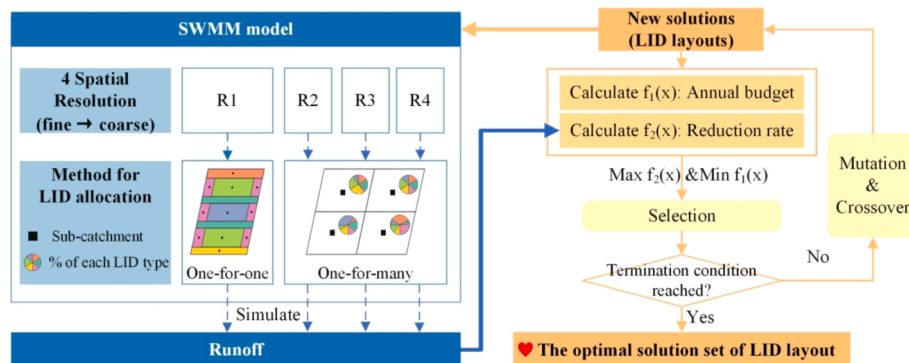 SWMM model
4 Spatial
Resolution
(fine → coarse)
R1
R2
R3
R4
Method for
LID allocation
Sub-catchment
% of each LID type
One-for-one
One-for-many
Simulate
Runoff
New solutions
(LID layouts)
Calculate f₁(x): Annual budget
Calculate f₂(x): Reduction rate
Max f₂(x) &Min f₁(x)
Selection
Termination condition
reached?
No
Yes
Mutation
&
Crossover
The optimal solution set of LID layout